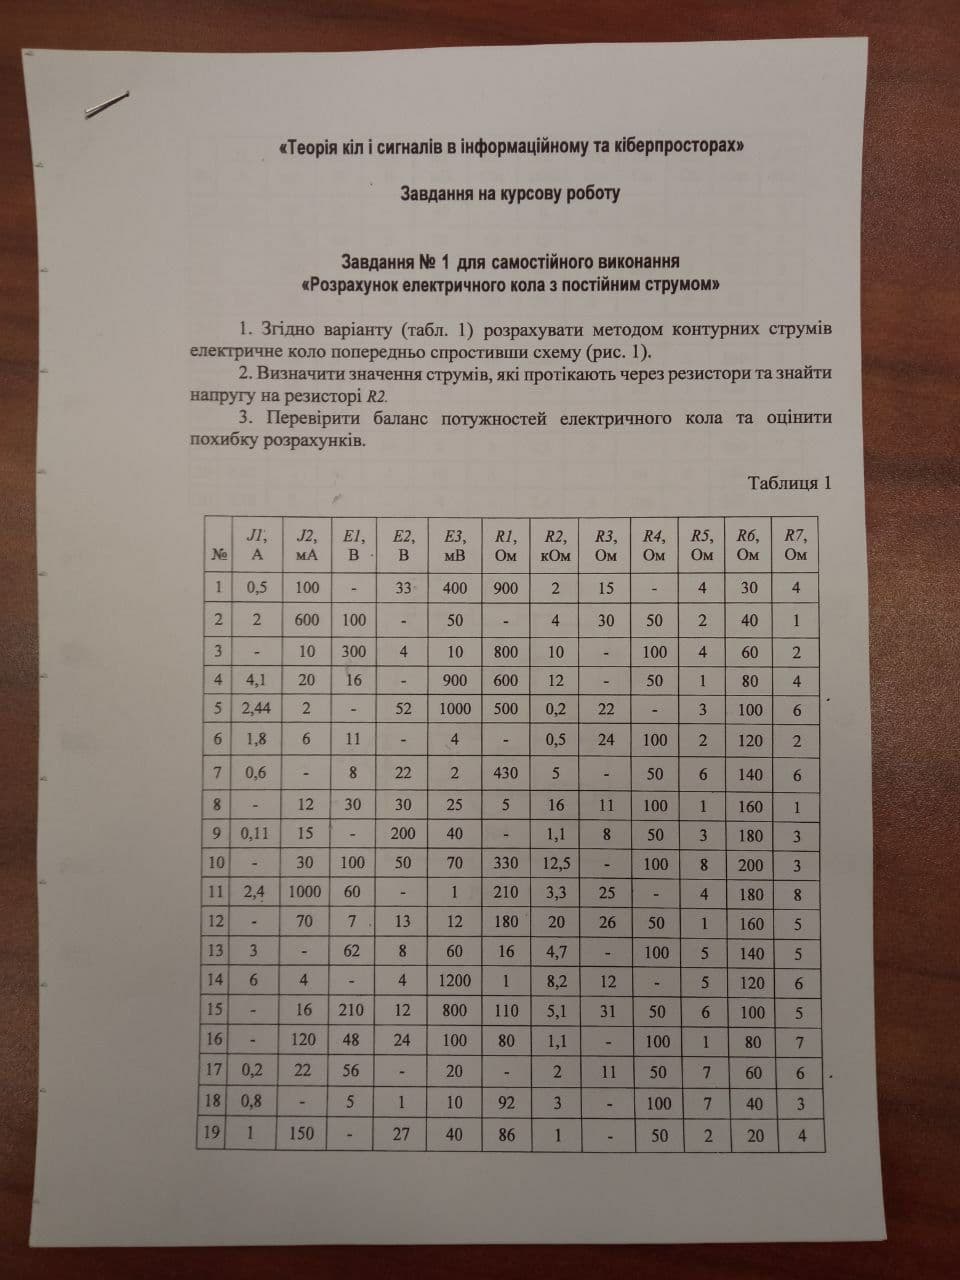 «Теорія кіл і сигналів в інформаційному та кіберпросторах»
Завдання на курсову роботу
Завдання № 1 для самостійного виконання
«Розрахунок електричного кола з постійним струмом»
1. Згідно варіанту (табл. 1) розрахувати методом контурних струмів
електричне коло попередньо спростивши схему (рис. 1).
2. Визначити значення струмів, які протікають через резистори та знайти
напругу на резисторі R2.
3. Перевірити баланс потужностей електричного кола та оцінити
похибку розрахунків.
Таблиця 1
№ J1, А J2, мА E1, В E2, В E3, мВ R1, Ом R2, кОм R3, Ом R4, Ом R5, Ом R6, Ом R7, Ом
1 0,5 100 - 33 400 900 2 15 - 4 30 4
2 2 600 100 - 50 - 4 30 50 2 40 1
3 - 10 300 4 10 800 10 - 100 4 60 2
4 4,1 20 16 - 900 600 12 - 50 1 80 4
5 2,44 2 - 52 1000 500 0,2 22 - 3 100 6
6 1,8 6 11 - 4 - 0,5 24 100 2 120 2
7 0,6 - 8 22 2 430 5 - 50 6 140 6
8 - 12 30 30 25 5 16 11 100 1 160 1
9 0,11 15 - 200 40 - 1,1 8 50 3 180 3
10 - 30 100 50 70 330 12,5 - 100 8 200 3
11 2,4 1000 60 - 1 210 3,3 25 - 4 180 8
12 - 70 7 13 12 180 20 26 50 1 160 5
13 3 - 62 8 60 16 4,7 - 100 5 140 5
14 6 4 - 4 1200 1 8,2 12 - 5 120 6
15 - 16 210 12 800 110 5,1 31 50 6 100 5
16 - 120 48 24 100 80 1,1 - 100 1 80 7
17 0,2 22 56 - 20 - 2 11 50 7 60 6
18 0,8 - 5 1 10 92 3 - 100 7 40 3
19 1 150 - 27 40 86 1 - 50 2 20 4